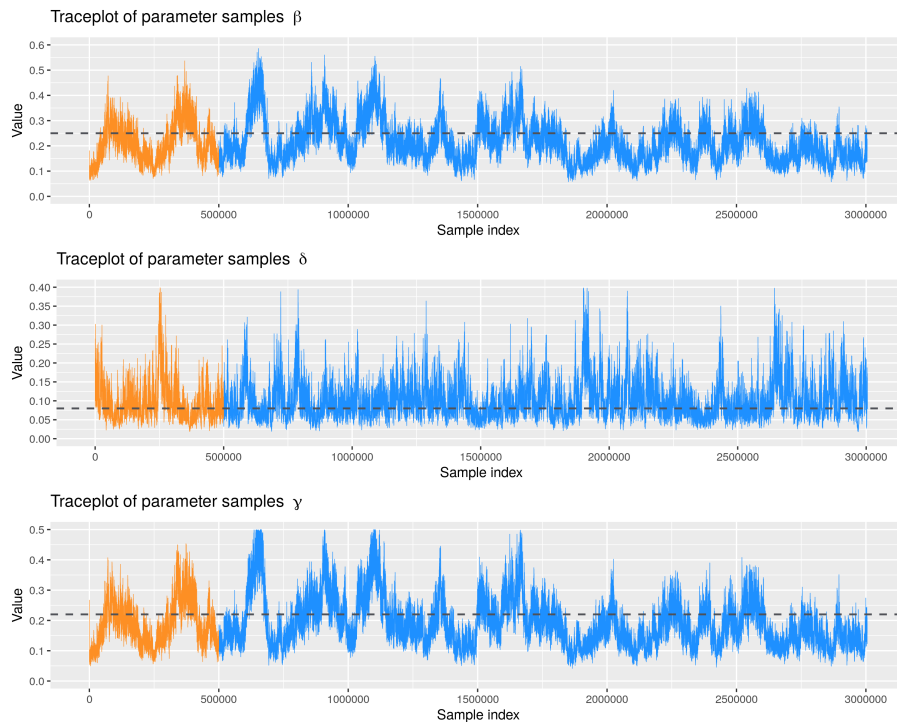 Traceplot of parameter samples β
Value
0.6
0.5
0.4
0.3
0.2
0.1
0.0
0 500000 1000000 1500000 2000000 2500000 3000000
Sample index
Traceplot of parameter samples δ
Value
0.40
0.35
0.30
0.25
0.20
0.15
0.10
0.05
0.00
0 500000 1000000 1500000 2000000 2500000 3000000
Sample index
Traceplot of parameter samples γ
Value
0.5
0.4
0.3
0.2
0.1
0.0
0 500000 1000000 1500000 2000000 2500000 3000000
Sample index